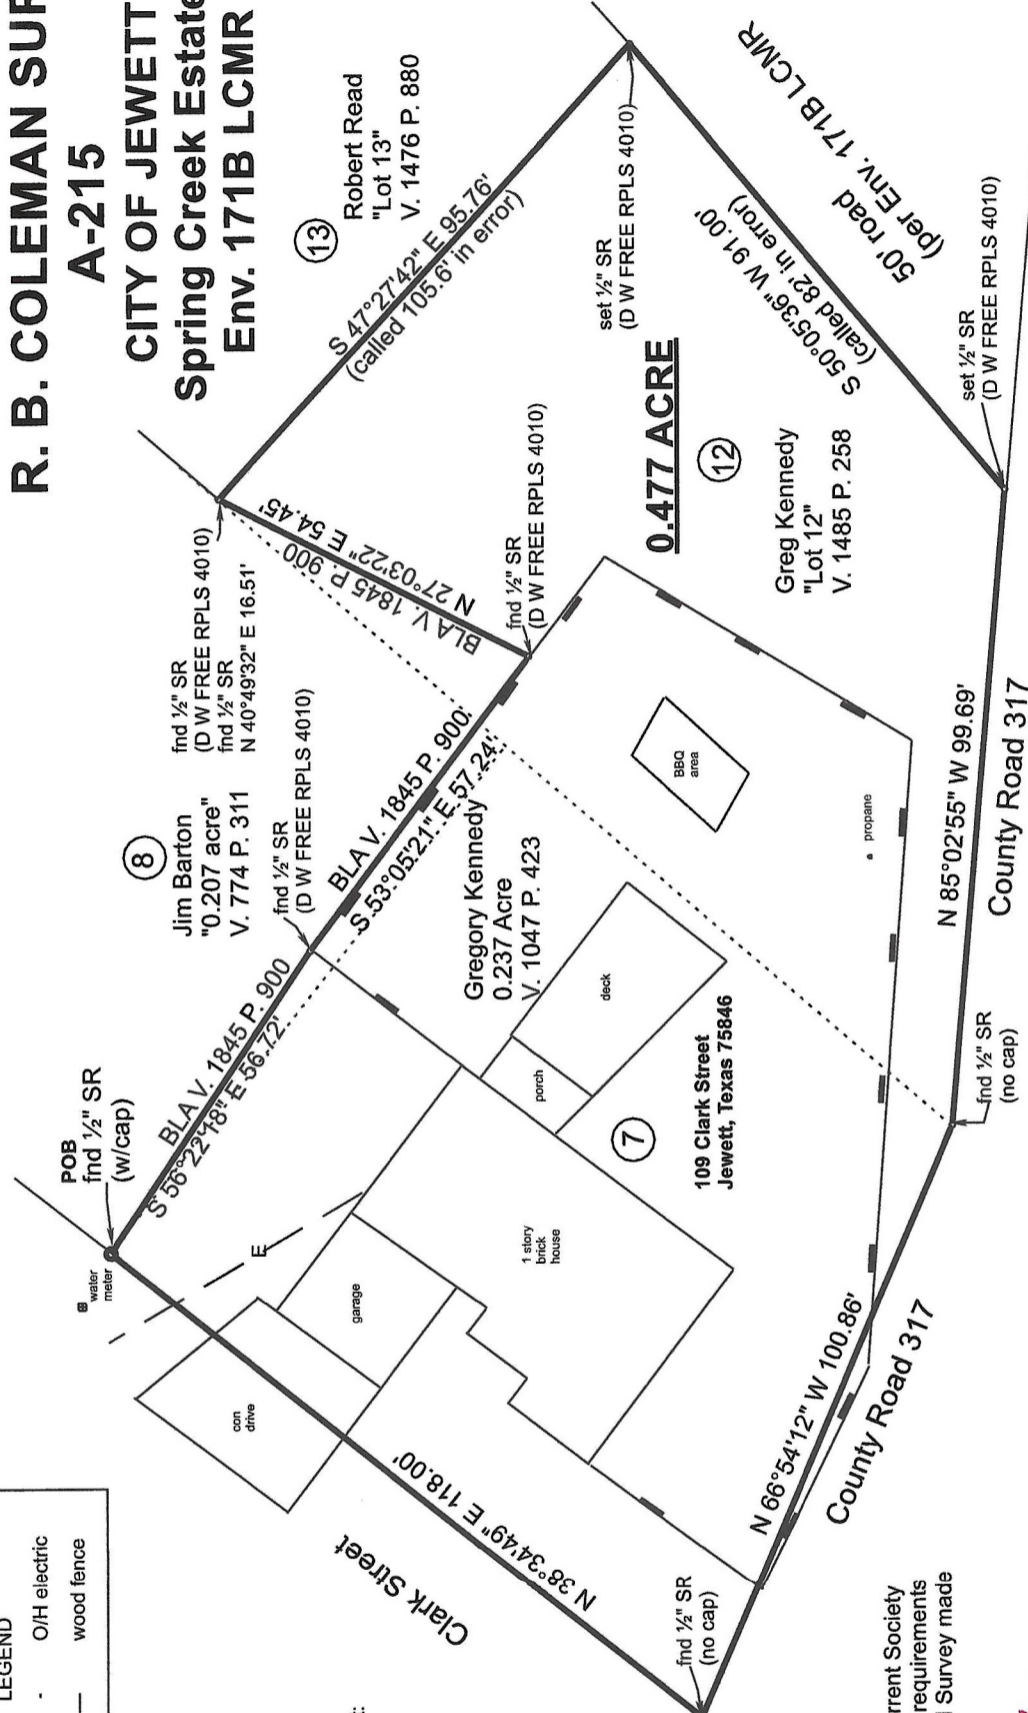 R. B. COLEMAN SUR
A-215
CITY OF JEWETT
Spring Creek Estate
Env. 171B LCMR
LEGEND
O/H electric
wood fence
13
Robert Read
"Lot 13"
V. 1476 P. 880
S 47°27'42" E 95.76'
(called 105.6' in error)
set ½" SR
(D W FREE RPLS 4010)
50' road
(per Env. 171B LCMR
S 50°05'36" W 91.00'
(called 82' in error)
set ½" SR
(D W FREE RPLS 4010)
fnd ½" SR
(D W FREE RPLS 4010)
fnd ½" SR
N 40°49'32" E 16.51'
N 27°03'22" E 54.45'
BLA V. 1845 P. 900
fnd ½" SR
(D W FREE RPLS 4010)
0.477 ACRE
12
Greg Kennedy
"Lot 12"
V. 1485 P. 258
8
Jim Barton
"0.207 acre"
V. 774 P. 311
fnd ½" SR
(D W FREE RPLS 4010)
BLA V. 1845 P. 900
S 53°05'21" E 57.24'
Gregory Kennedy
0.237 Acre
V. 1047 P. 423
BBQ
area
propane
deck
porch
7
109 Clark Street
Jewett, Texas 75846
POB
fnd ½" SR
(w/cap)
BLA V. 1845 P. 900
S 56°22'18" E 56.72'
water
meter
E
garage
1 story
brick
house
con
drive
N 38°34'49" E 118.00'
Clark Street
fnd ½" SR
(no cap)
N 66°54'12" W 100.86'
County Road 317
fnd ½" SR
(no cap)
N 85°02'55" W 99.69'
County Road 317
rrent Society
requirements
Survey made